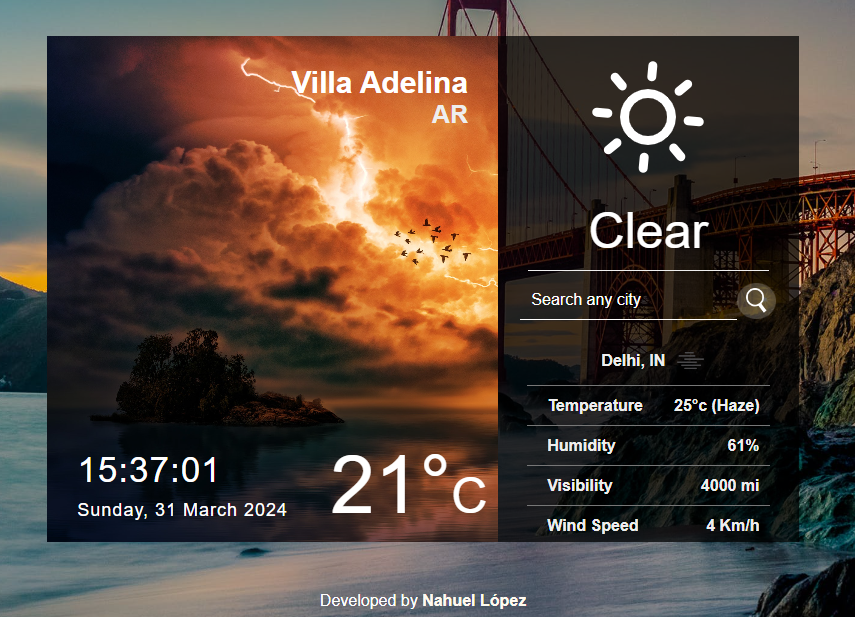 Villa Adelina
AR
15:37:01
Sunday, 31 March 2024
21°c
Clear
Search any city
Delhi, IN
Temperature 25°c (Haze)
Humidity 61%
Visibility 4000 mi
Wind Speed 4 Km/h
Developed by Nahuel López